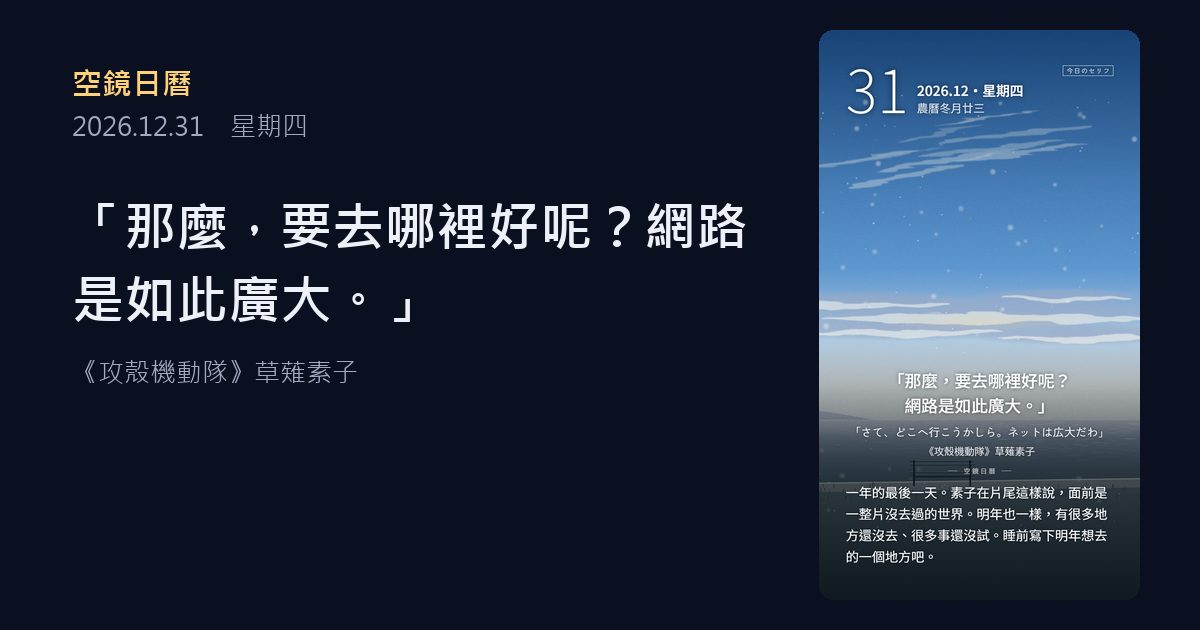 空鏡日曆
2026.12.31 星期四
「那麼，要去哪裡好呢？網路
是如此廣大。」
《攻殼機動隊》草薙素子
31
2026.12・星期四
農曆冬月廿三
今日のセリフ
「那麼，要去哪裡好呢？
網路是如此廣大。」
「さて、どこへ行こうかしら。ネットは広大だわ」
《攻殼機動隊》草薙素子
— 空鏡日曆 —
一年的最後一天。素子在片尾這樣說，面前是
一整片沒去過的世界。明年也一樣，有很多地
方還沒去、很多事還沒試。睡前寫下明年想去
的一個地方吧。